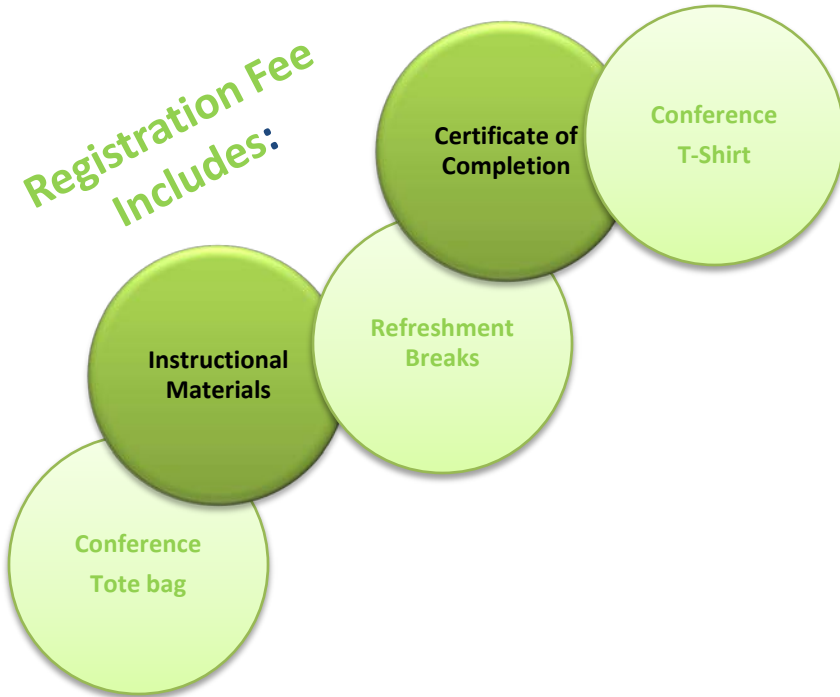 Registration Fee
Includes:
Certificate of
Completion
Conference
T-Shirt
Refreshment
Breaks
Instructional
Materials
Conference
Tote bag